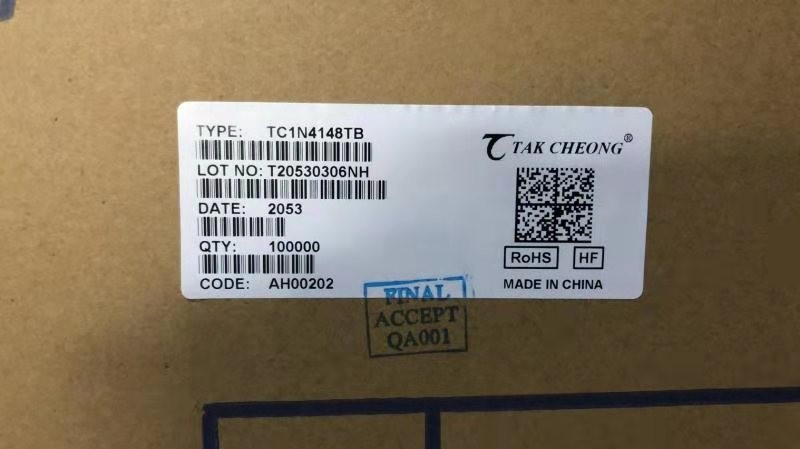 TYPE: TC1N4148TB
LOT NO: T20530306NH
DATE: 2053
QTY: 100000
CODE: AH00202
TAK CHEONG®
RoHS HF
MADE IN CHINA
FINAL
ACCEPT
QA001